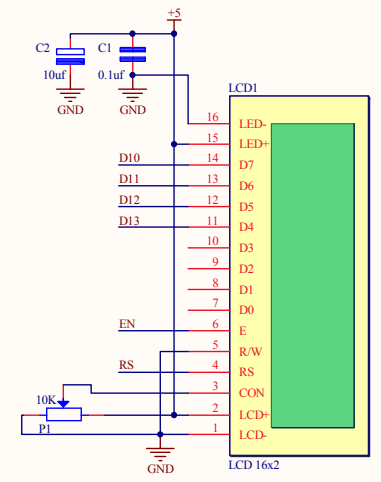 +5
C2
C1
10uf
0.1uf
GND
GND
LCD1
16 LED-
15 LED+
D10 14 D7
D11 13 D6
D12 12 D5
D13 11 D4
10 D3
9 D2
8 D1
7 D0
EN 6 E
5 R/W
RS 4 RS
3 CON
10K
2 LCD+
P1
1 LCD-
GND
LCD 16x2